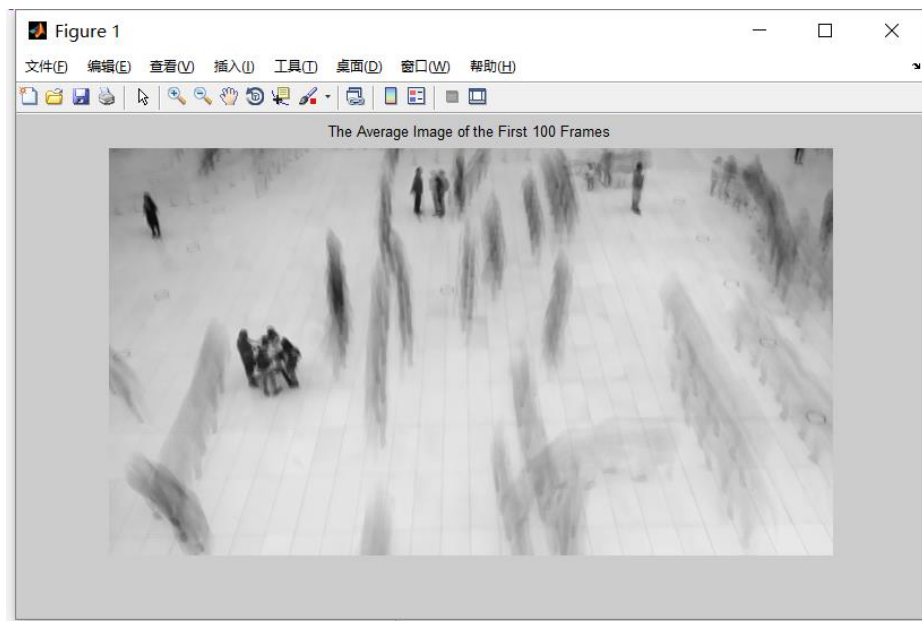 Figure 1
文件(F) 编辑(E) 查看(V) 插入(I) 工具(T) 桌面(D) 窗口(W) 帮助(H)
The Average Image of the First 100 Frames